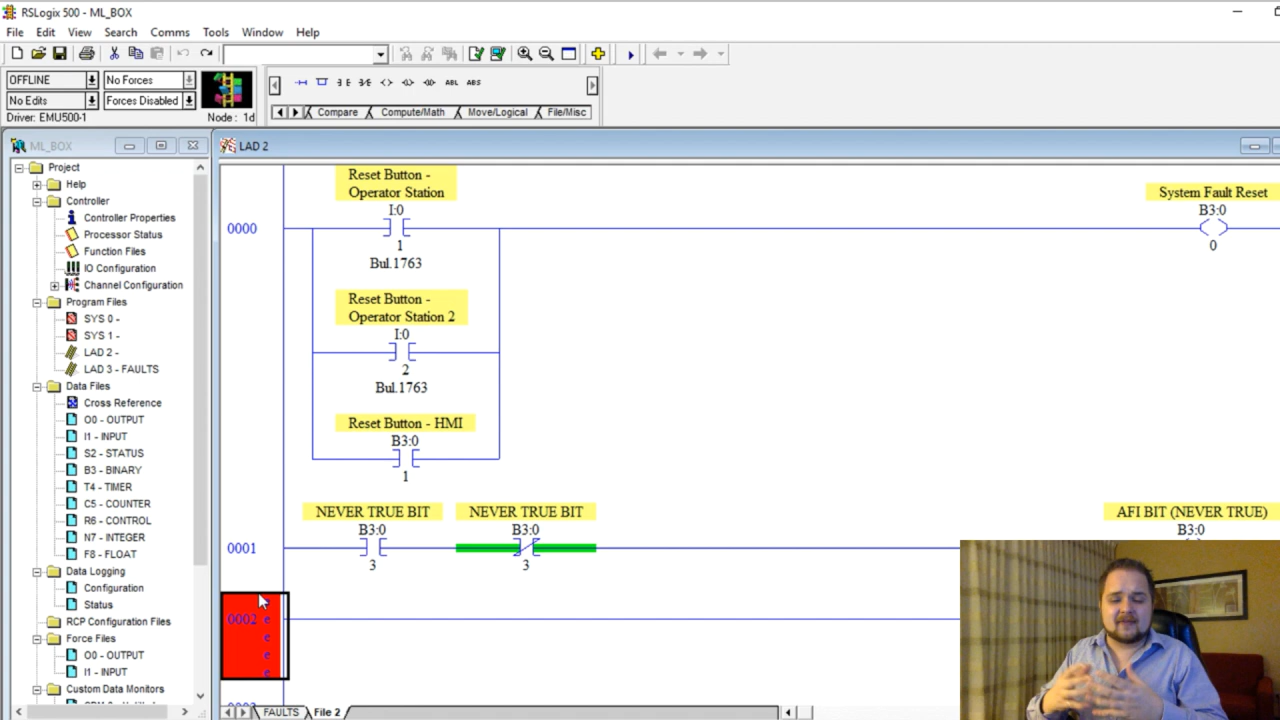 RSLogix 500 - ML_BOX
File Edit View Search Comms Tools Window Help
OFFLINE No Forces
No Edits Forces Disabled
Driver: EMU500-1 Node: 1d
ABL ABS
Compare Compute/Math Move/Logical File/Misc
ML_BOX
Project
Help
Controller
Controller Properties
Processor Status
Function Files
IO Configuration
Channel Configuration
Program Files
SYS 0 -
SYS 1 -
LAD 2 -
LAD 3 - FAULTS
Data Files
Cross Reference
O0 - OUTPUT
I1 - INPUT
S2 - STATUS
B3 - BINARY
T4 - TIMER
C5 - COUNTER
R6 - CONTROL
N7 - INTEGER
F8 - FLOAT
Data Logging
Configuration
Status
RCP Configuration Files
Force Files
O0 - OUTPUT
I1 - INPUT
Custom Data Monitors
LAD 2
Reset Button -
Operator Station
I:0
1
Bul.1763
System Fault Reset
B3:0
0
0000
Reset Button -
Operator Station 2
I:0
2
Bul.1763
Reset Button - HMI
B3:0
1
NEVER TRUE BIT NEVER TRUE BIT AFI BIT (NEVER TRUE)
B3:0 B3:0 B3:0
0001
3 3
0002
e
e
e
e
FAULTS File 2